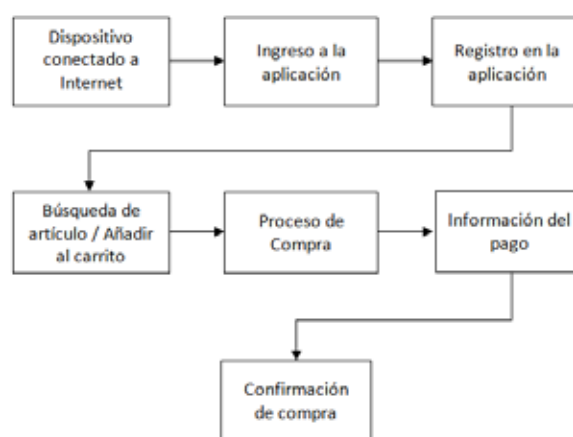 Dispositivo
conectado a
Internet
Ingreso a la
aplicación
Registro en la
aplicación
Búsqueda de
artículo / Añadir
al carrito
Proceso de
Compra
Información del
pago
Confirmación
de compra